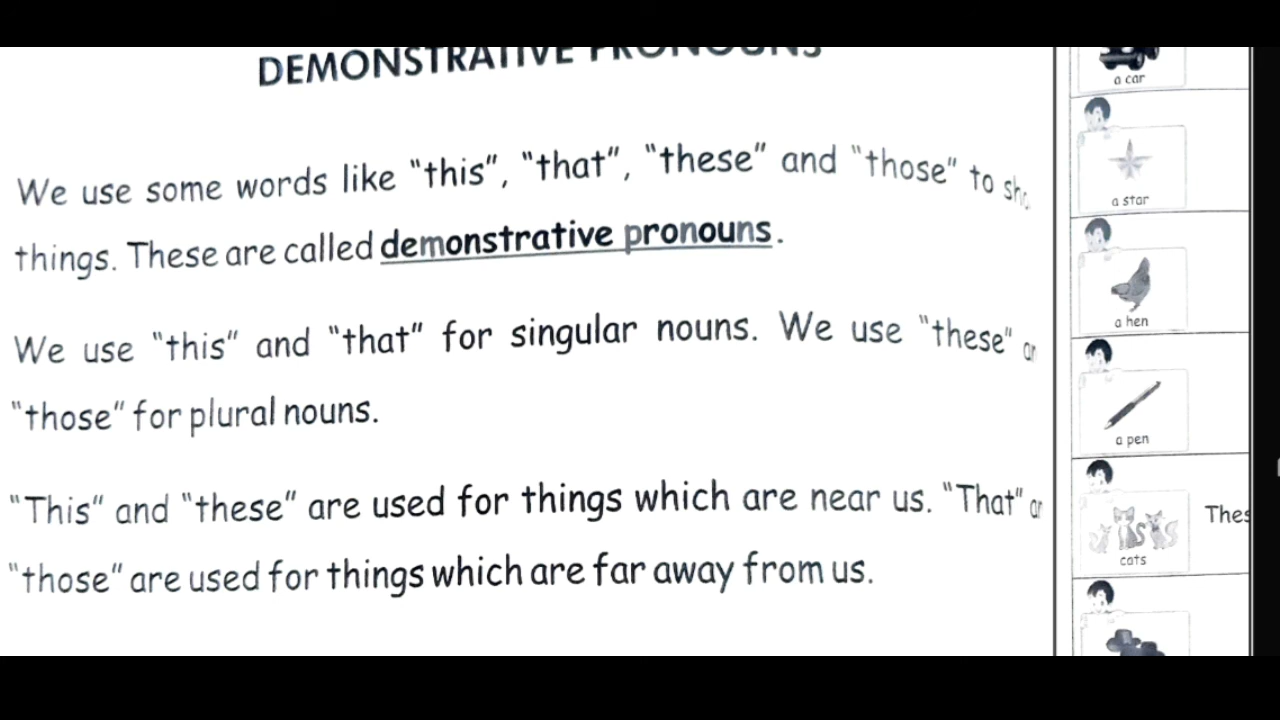 DEMONSTRATIVE PRONOUNS
We use some words like "this", "that", "these" and "those" to
things. These are called demonstrative pronouns.
We use "this" and "that" for singular nouns. We use "these"
"those" for plural nouns.
"This" and "these" are used for things which are near us. "That"
"those" are used for things which are far away from us.
a car
a star
a hen
a pen
cats